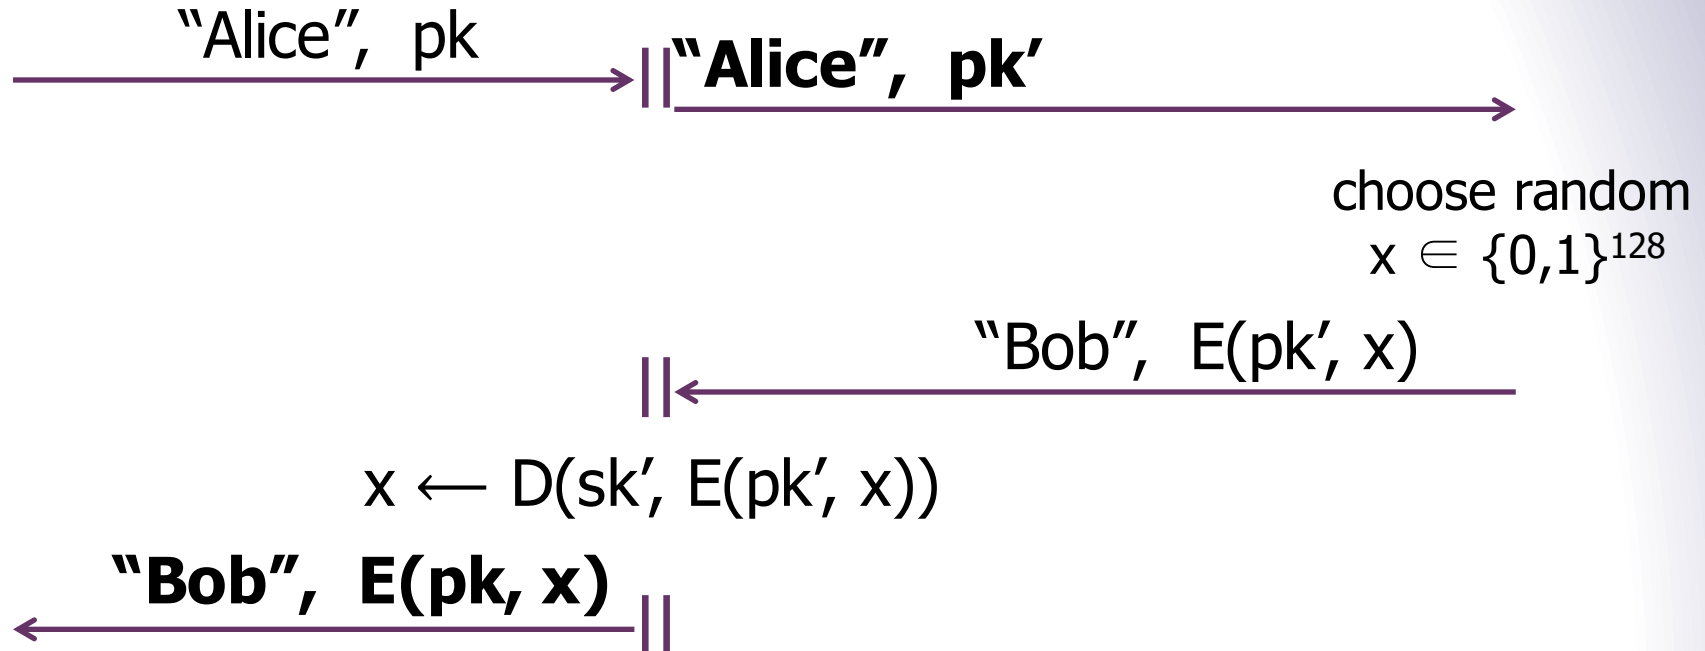 “Alice”, pk
“Alice”, pk’
choose random
x ∈ {0,1}¹²⁸
“Bob”, E(pk’, x)
x ⟵ D(sk’, E(pk’, x))
“Bob”, E(pk, x)